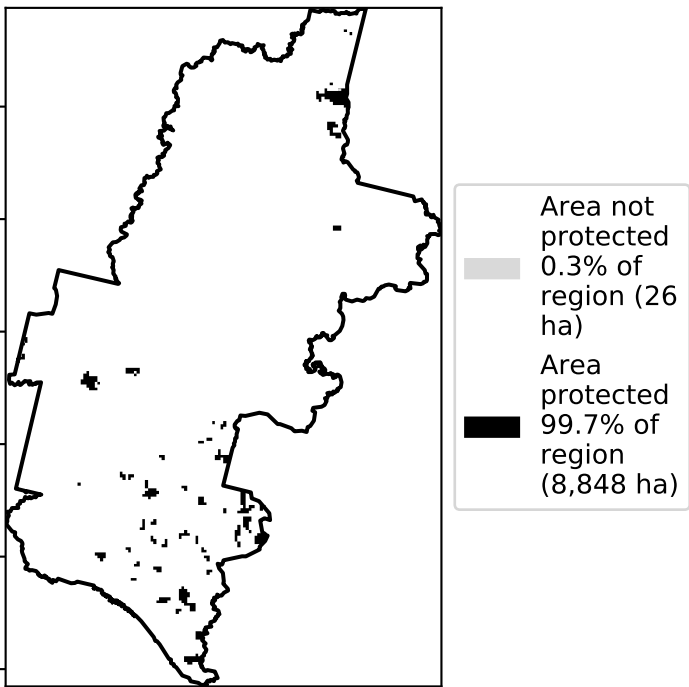 Area not
protected
0.3% of
region (26
ha)
Area
protected
99.7% of
region
(8,848 ha)